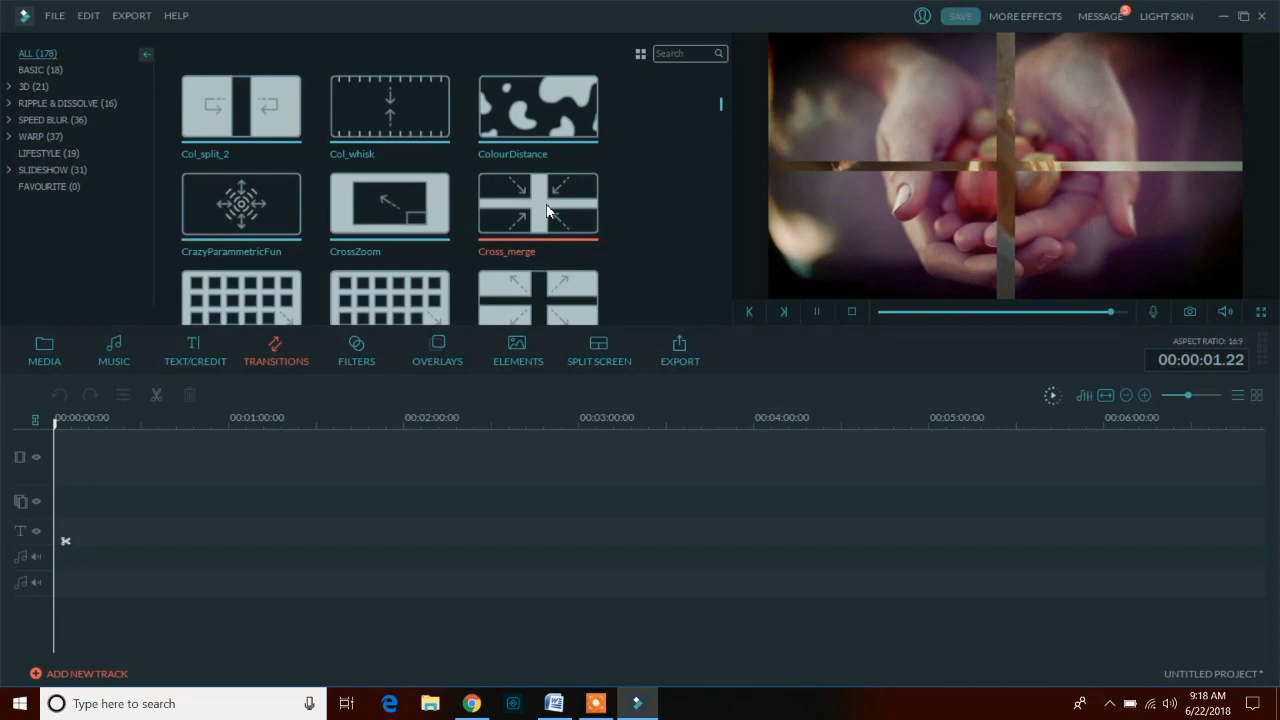 FILE EDIT EXPORT HELP
SAVE MORE EFFECTS MESSAGE 5 LIGHT SKIN
ALL (178)
BASIC (18)
3D (21)
RIPPLE & DISSOLVE (16)
SPEED BLUR (36)
WARP (37)
LIFESTYLE (19)
SLIDESHOW (31)
FAVOURITE (0)
Search
Col_split_2 Col_whisk ColourDistance
CrazyParammetricFun CrossZoom Cross_merge
MEDIA MUSIC TEXT/CREDIT TRANSITIONS FILTERS OVERLAYS ELEMENTS SPLIT SCREEN EXPORT
ASPECT RATIO: 16:9
00:00:01.22
00:00:00:00 00:01:00:00 00:02:00:00 00:03:00:00 00:04:00:00 00:05:00:00 00:06:00:00
ADD NEW TRACK
UNTITLED PROJECT *
Type here to search
9:18 AM
6/22/2018